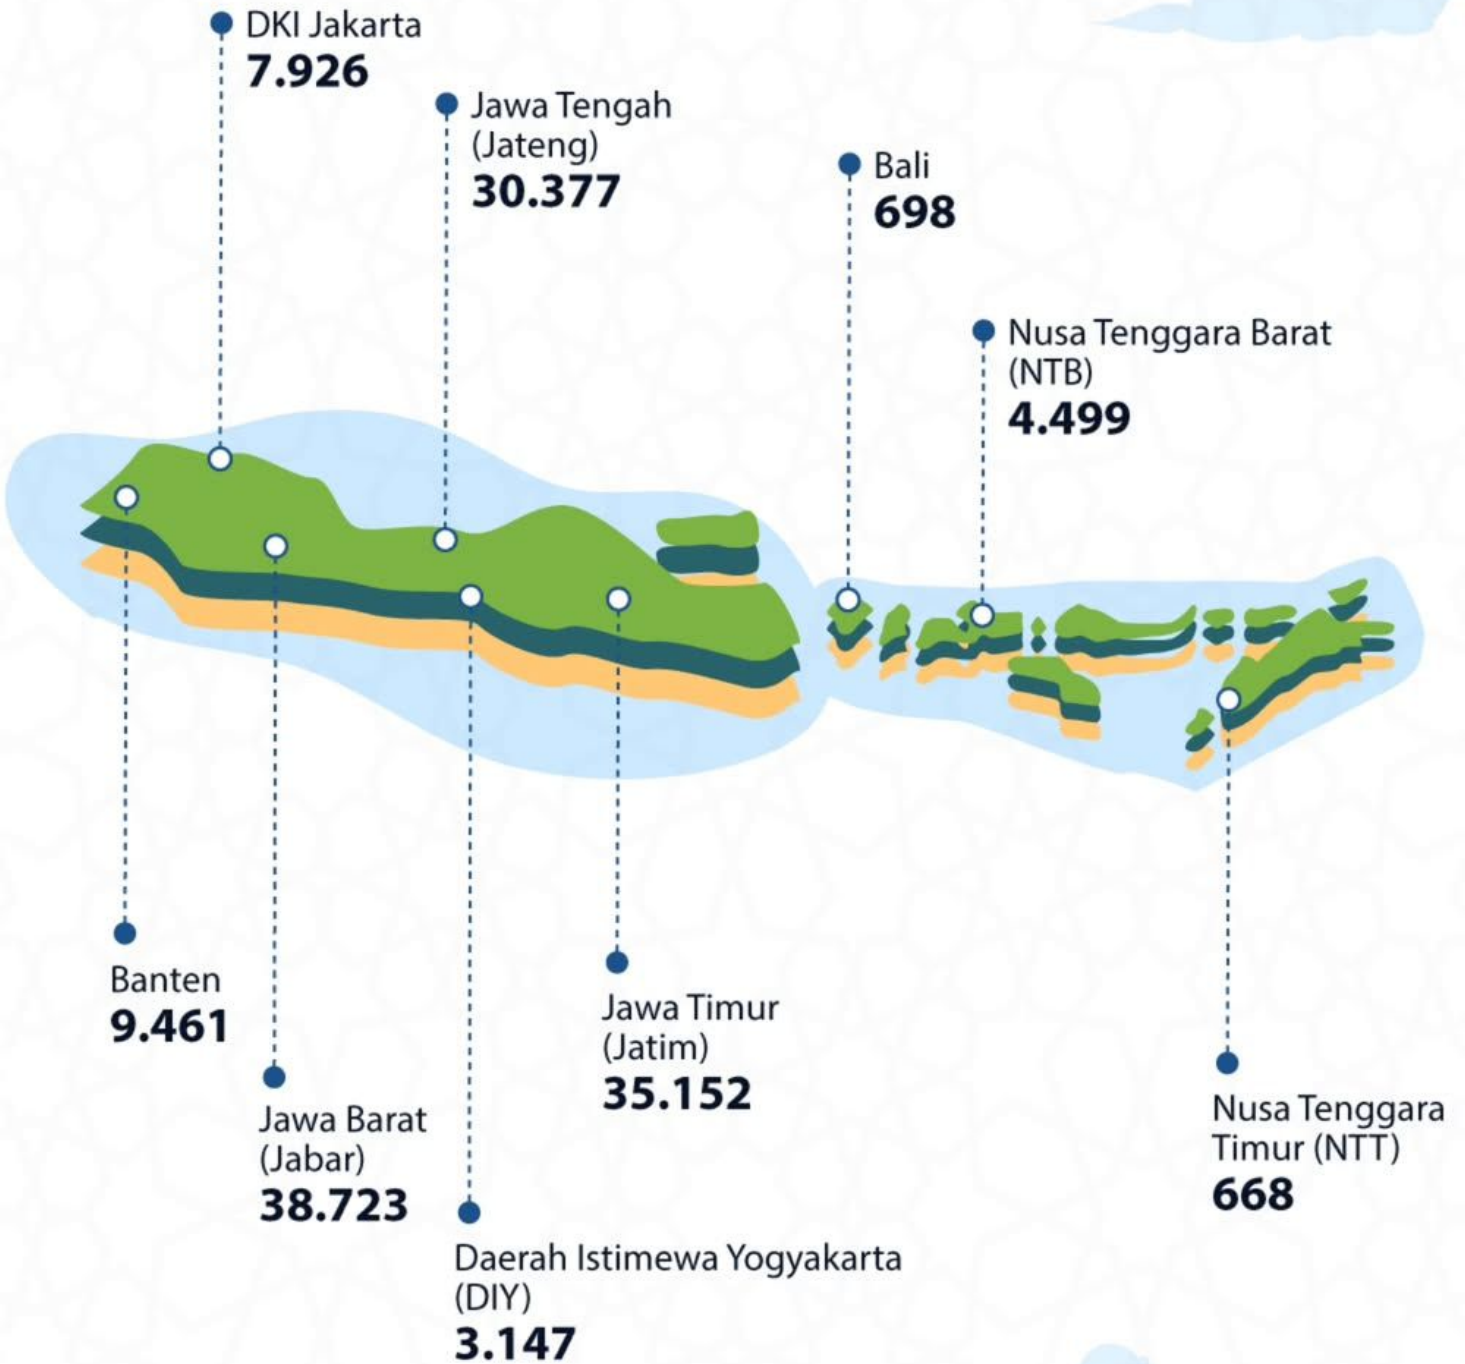 DKI Jakarta
7.926
Jawa Tengah
(Jateng)
30.377
Bali
698
Nusa Tenggara Barat
(NTB)
4.499
Banten
9.461
Jawa Barat
(Jabar)
38.723
Daerah Istimewa Yogyakarta
(DIY)
3.147
Jawa Timur
(Jatim)
35.152
Nusa Tenggara
Timur (NTT)
668